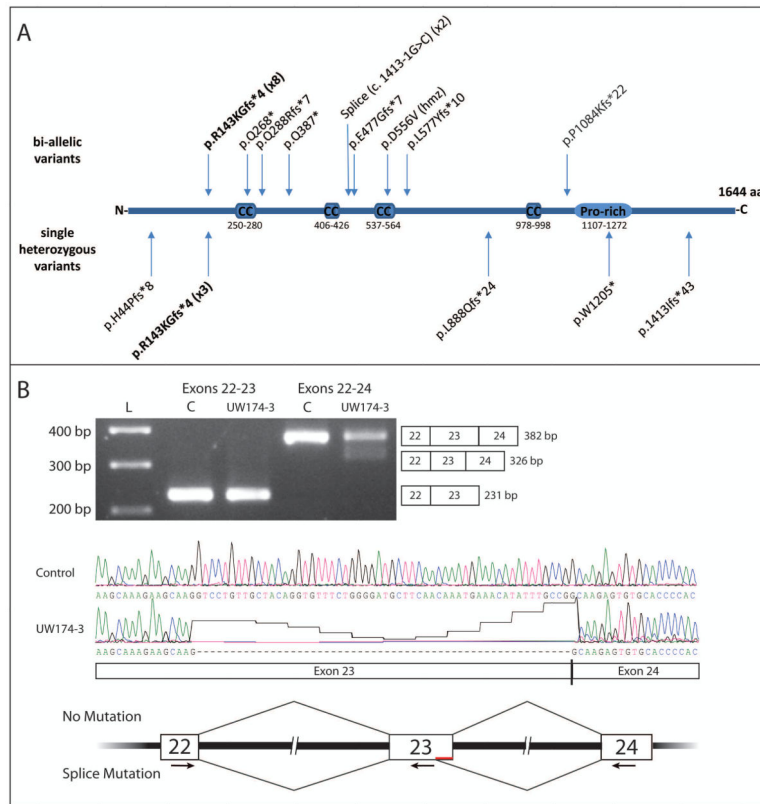 A
bi-allelic
variants
p.R143KGfs*4 (x8)
p.Q268*
p.Q288Rfs*7
p.Q387*
Splice (c. 1413-1G>C) (x2)
p.E477Gfs*7
p.D556V (hmz)
p.L577Yfs*10
p.P1084Kfs*22
1644 aa
N-
CC
CC
CC
CC
Pro-rich
-C
250-280
406-426
537-564
978-998
1107-1272
single
heterozygous
variants
p.H44Pfs*8
p.R143KGfs*4 (x3)
p.L888Qfs*24
p.W1205*
p.1413Ifs*43
B
Exons 22-23
Exons 22-24
L
C
UW174-3
C
UW174-3
400 bp
300 bp
200 bp
22 23 24 382 bp
22 23 24 326 bp
22 23 231 bp
Control
AAGCAAAGAAGCAAGGTCCTGTTGCTACAGGTGTTTCTGGGGATGCTTCAACAAATGAAACATATTTGCCGGCAAGAGTGTGCACCCCAC
UW174-3
AAGCAAAGAAGCAAG--------------------------------------------------------GCAAGAGTGTGCACCCCAC
Exon 23
Exon 24
No Mutation
22
23
24
Splice Mutation